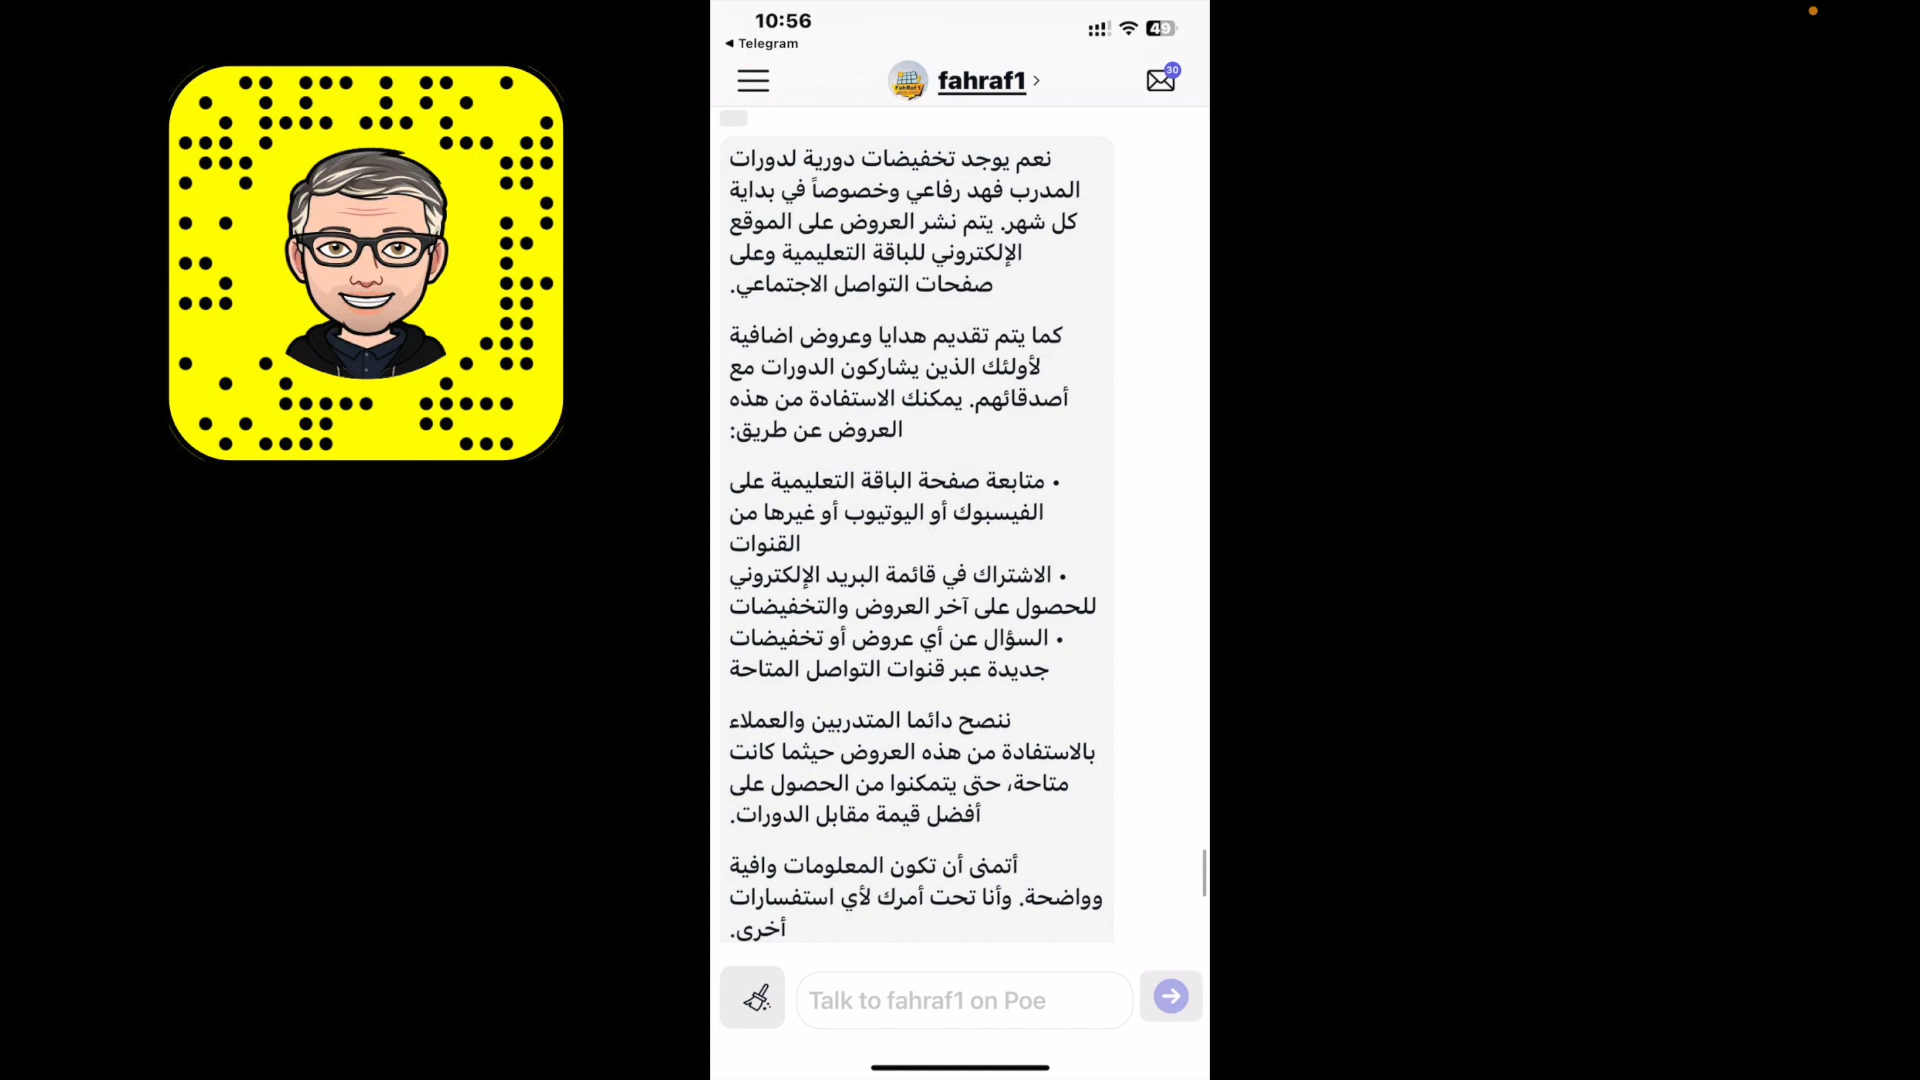 10:56
49
◀ Telegram
fahraf1 ›
30
نعم يوجد تخفيضات دورية لدورات
المدرب فهد رفاعي وخصوصاً في بداية
كل شهر. يتم نشر العروض على الموقع
الإلكتروني للباقة التعليمية وعلى
صفحات التواصل الاجتماعي.
كما يتم تقديم هدايا وعروض اضافية
لأولئك الذين يشاركون الدورات مع
أصدقائهم. يمكنك الاستفادة من هذه
العروض عن طريق:
• متابعة صفحة الباقة التعليمية على
الفيسبوك أو اليوتيوب أو غيرها من
القنوات
• الاشتراك في قائمة البريد الإلكتروني
للحصول على آخر العروض والتخفيضات
• السؤال عن أي عروض أو تخفيضات
جديدة عبر قنوات التواصل المتاحة
ننصح دائما المتدربين والعملاء
بالاستفادة من هذه العروض حيثما كانت
متاحة، حتى يتمكنوا من الحصول على
أفضل قيمة مقابل الدورات.
أتمنى أن تكون المعلومات وافية
وواضحة. وأنا تحت أمرك لأي استفسارات
أخرى.
Talk to fahraf1 on Poe